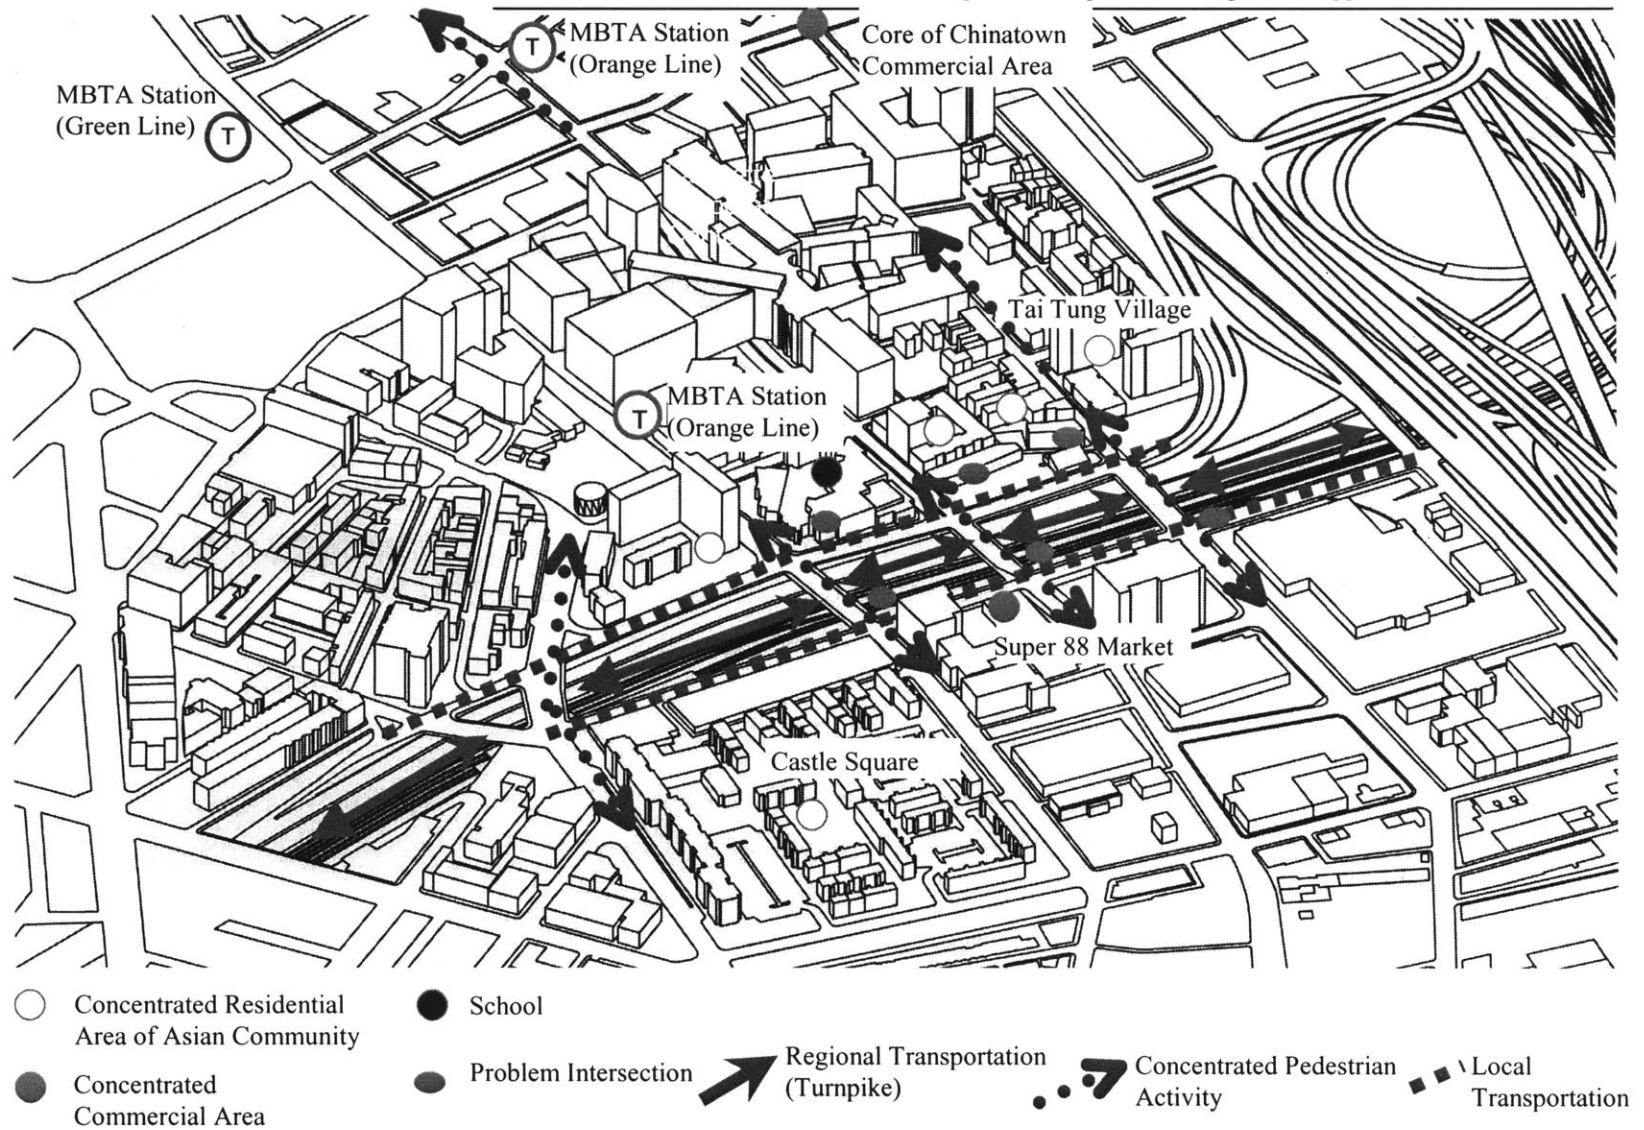 MBTA Station
(Orange Line)
T
Core of Chinatown
Commercial Area
MBTA Station
(Green Line)
T
Tai Tung Village
MBTA Station
(Orange Line)
T
Super 88 Market
Castle Square
Concentrated Residential
Area of Asian Community
School
Concentrated
Commercial Area
Problem Intersection
Regional Transportation
(Turnpike)
Concentrated Pedestrian
Activity
Local
Transportation